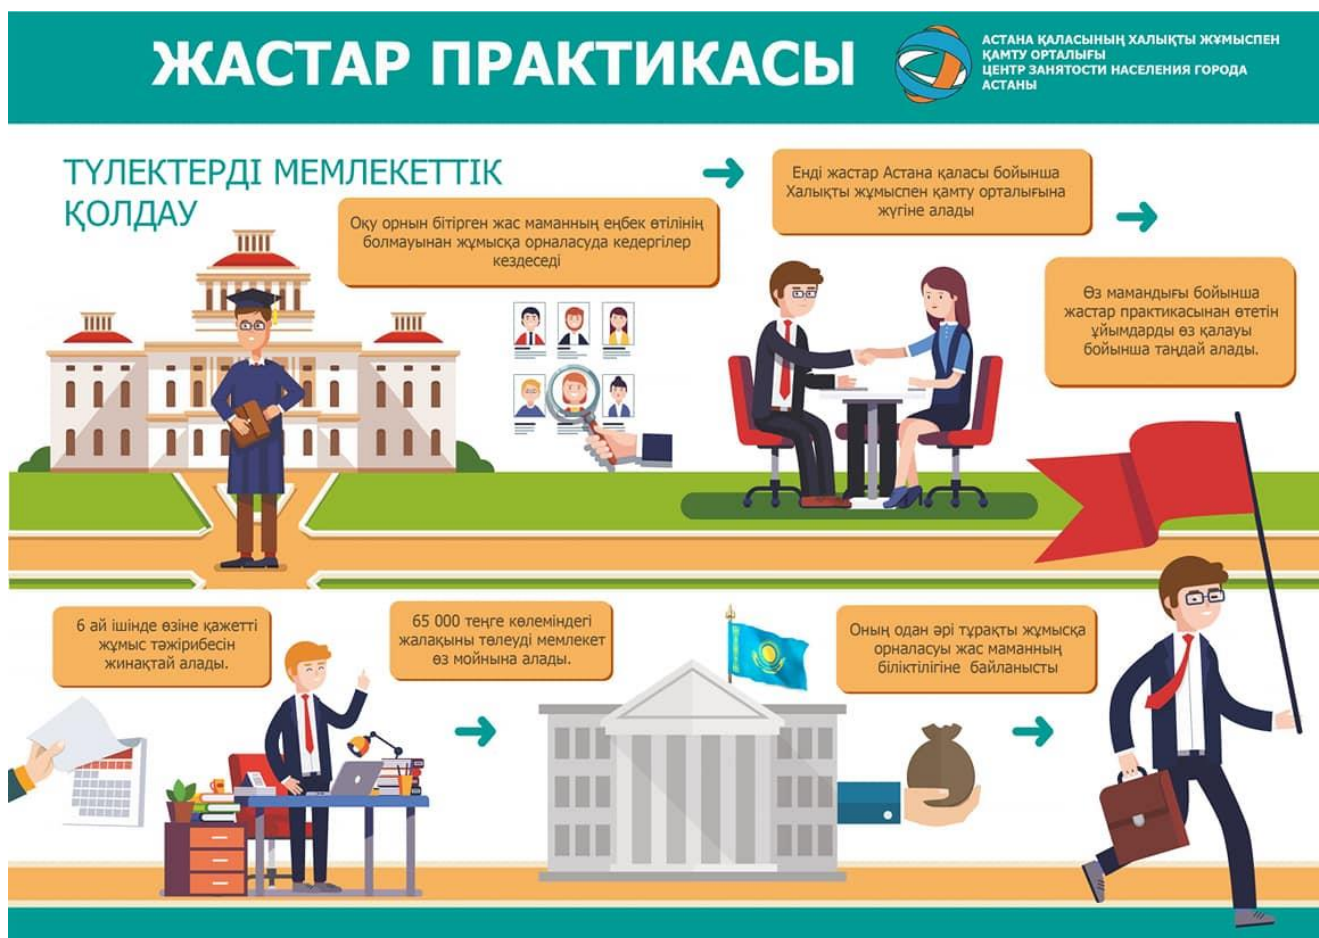 ЖАСТАР ПРАКТИКАСЫ
АСТАНА ҚАЛАСЫНЫҢ ХАЛЫҚТЫ ЖҰМЫСПЕН
ҚАМТУ ОРТАЛЫҒЫ
ЦЕНТР ЗАНЯТОСТИ НАСЕЛЕНИЯ ГОРОДА
АСТАНЫ
ТҮЛЕКТЕРДІ МЕМЛЕКЕТТІК
ҚОЛДАУ
Оқу орнын бітірген жас маманның еңбек өтілінің
болмауынан жұмысқа орналасуда кедергілер
кездеседі
Енді жастар Астана қаласы бойынша
Халықты жұмыспен қамту орталығына
жүгіне алады
Өз мамандығы бойынша
жастар практикасынан өтетін
ұйымдарды өз қалауы
бойынша таңдай алады.
6 ай ішінде өзіне қажетті
жұмыс тәжірибесін
жинақтай алады.
65 000 теңге көлеміндегі
жалақыны төлеуді мемлекет
өз мойнына алады.
Оның одан әрі тұрақты жұмысқа
орналасуы жас маманның
біліктілігіне байланысты